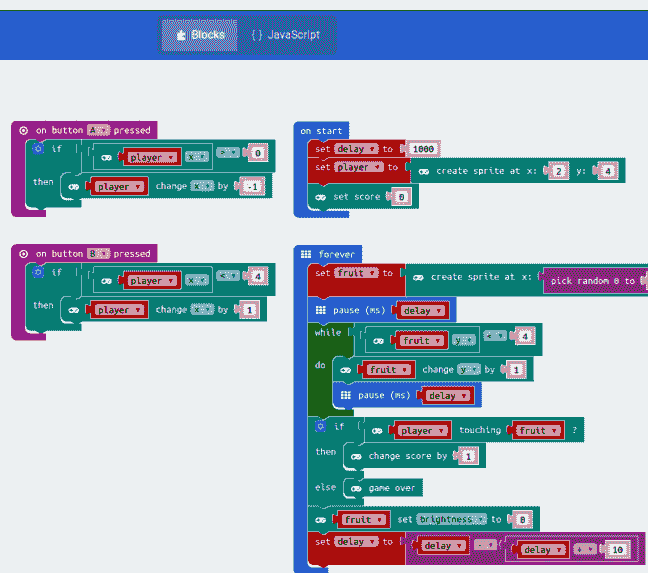 Blocks
{ } JavaScript
on button A ▾ pressed
if player ▾ x ▾ > ▾ 0
then player ▾ change x ▾ by -1
on button B ▾ pressed
if player ▾ x ▾ < ▾ 4
then player ▾ change x ▾ by 1
on start
set delay ▾ to 1000
set player ▾ to create sprite at x: 2 y: 4
set score 0
forever
set fruit ▾ to create sprite at x: pick random 0 to
pause (ms) delay ▾
while fruit ▾ y ▾ < ▾ 4
do fruit ▾ change y ▾ by 1
pause (ms) delay ▾
if player ▾ touching fruit ▾ ?
then change score by 1
else game over
fruit ▾ set brightness ▾ to 0
set delay ▾ to delay ▾ - ▾ delay ▾ ÷ ▾ 10